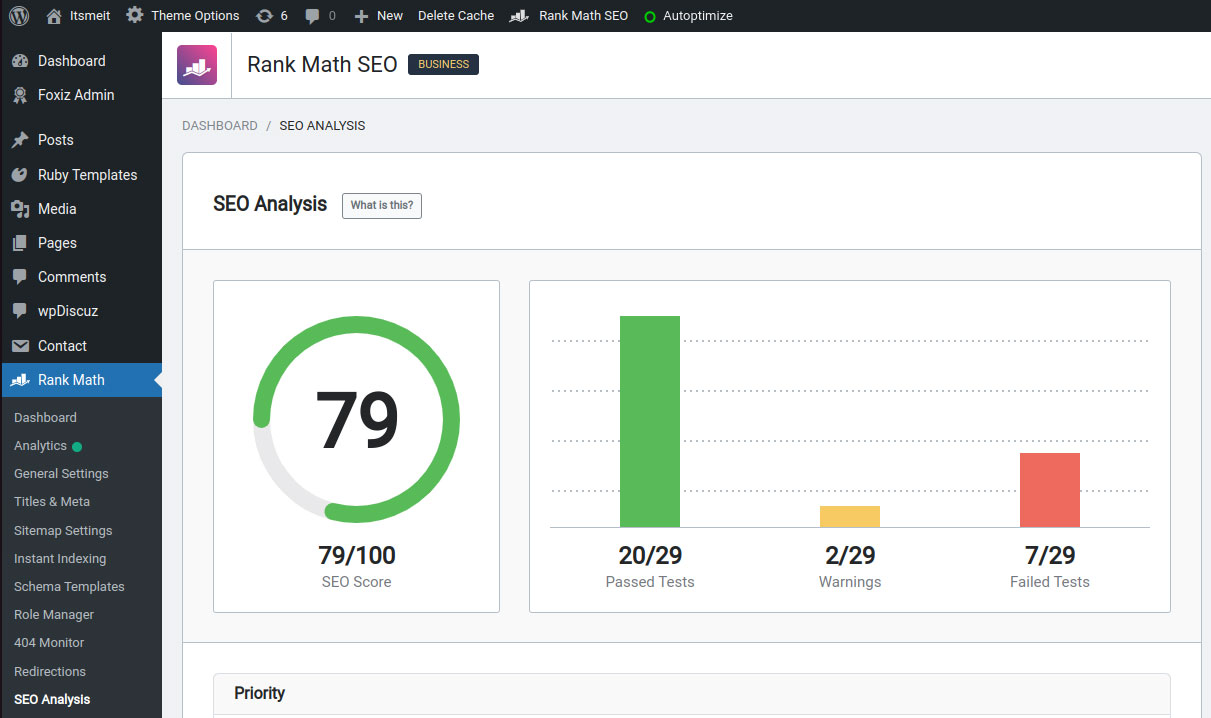 Itsmeit Theme Options 6 0 New Delete Cache Rank Math SEO Autoptimize
Dashboard
Foxiz Admin
Posts
Ruby Templates
Media
Pages
Comments
wpDiscuz
Contact
Rank Math
Dashboard
Analytics
General Settings
Titles & Meta
Sitemap Settings
Instant Indexing
Schema Templates
Role Manager
404 Monitor
Redirections
SEO Analysis
Rank Math SEO BUSINESS
DASHBOARD / SEO ANALYSIS
SEO Analysis What is this?
79
79/100
SEO Score
20/29 2/29 7/29
Passed Tests Warnings Failed Tests
Priority